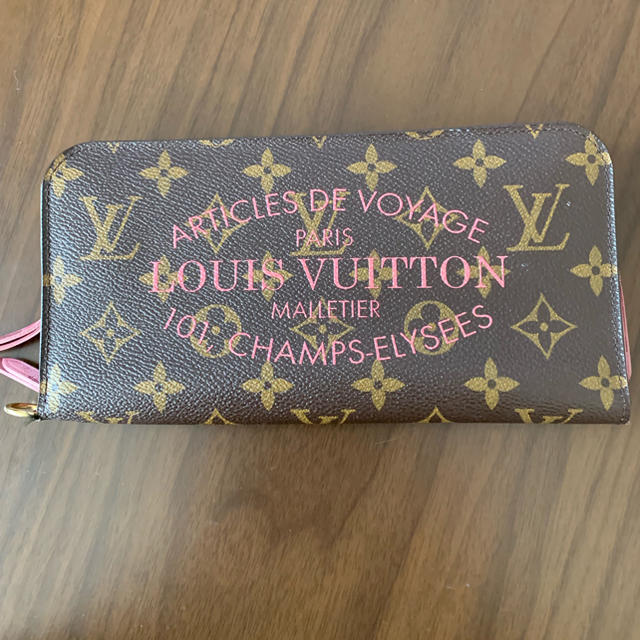 ARTICLES DE VOYAGE
PARIS
LOUIS VUITTON
MALLETIER
101, CHAMPS-ELYSEES